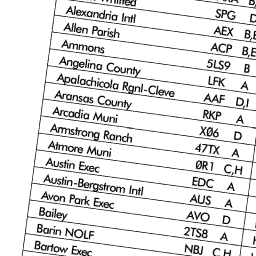 Whitted SPG
Alexandria Intl AEX B,
Allen Parish ACP B,
Ammons 5LS9 B
Angelina County LFK A
Apalachicola Rgnl-Cleve AAF D,I
Aransas County RKP A
Arcadia Muni X06 D
Armstrong Ranch 47TX A
Atmore Muni ØR1 C,H
Austin Exec EDC A
Austin-Bergstrom Intl AUS A
Avon Park Exec AVO D
Bailey 2TS8 A
Barin NOLF NBJ C,H
Bartow Exec